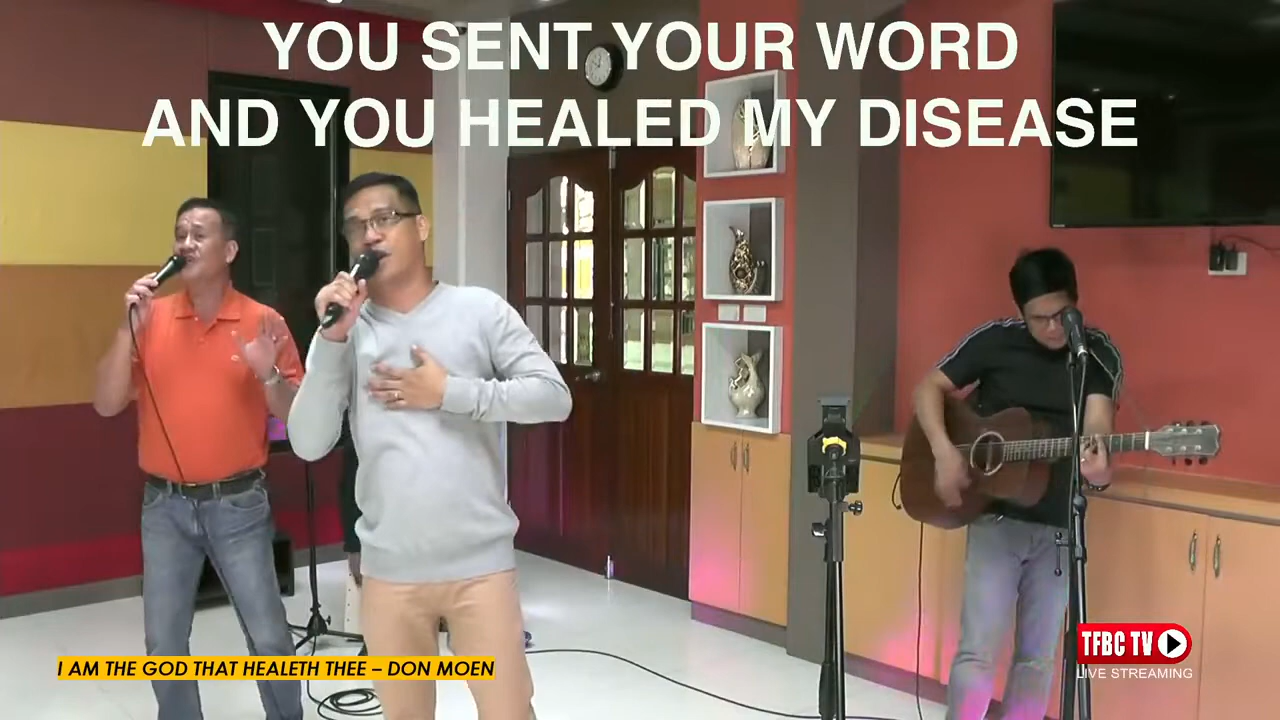 YOU SENT YOUR WORD
AND YOU HEALED MY DISEASE
I AM THE GOD THAT HEALETH THEE – DON MOEN
TFBC TV
LIVE STREAMING